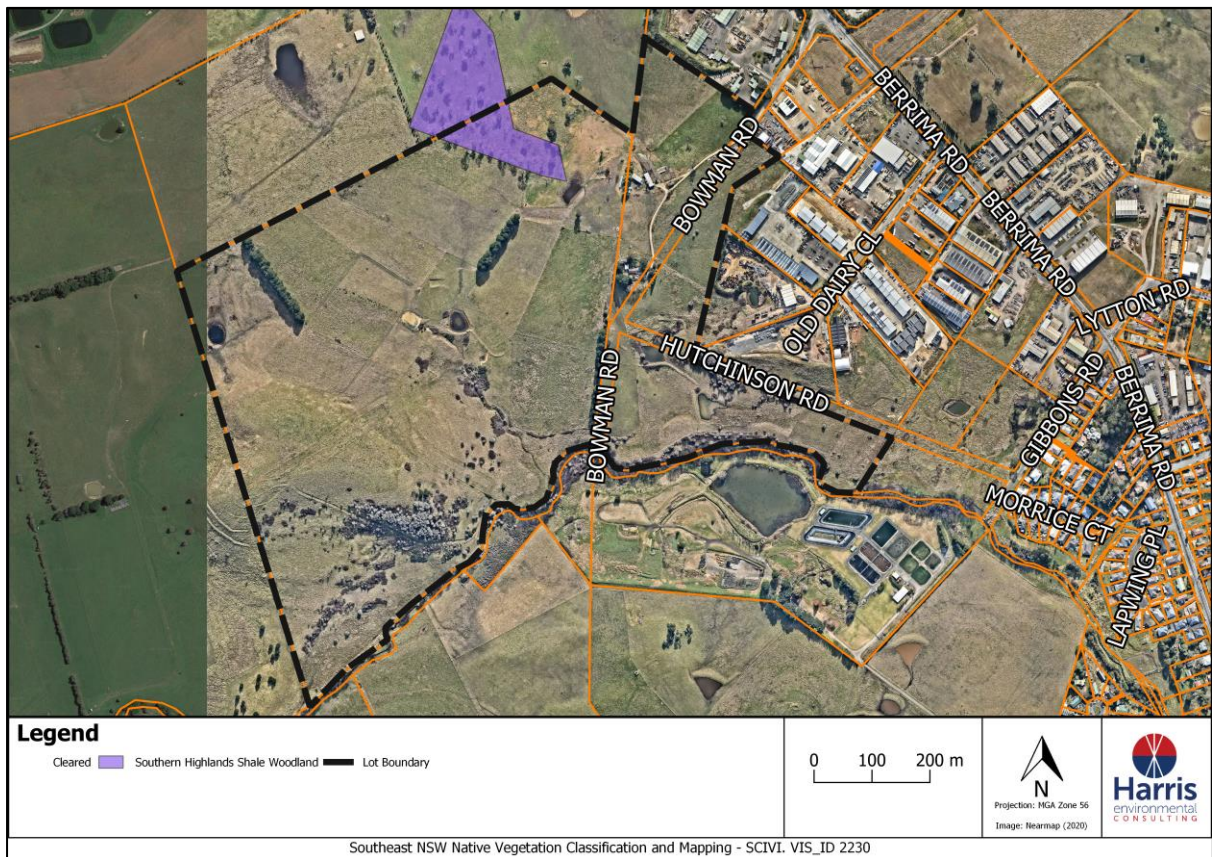 BERRIMA RD
BOWMAN RD
BERRIMA RD
OLD DAIRY CL
LYTTON RD
HUTCHINSON RD
BOWMAN RD
GIBBONS RD
BERRIMA RD
MORRICE CT
LAPWING PL
Legend
Cleared Southern Highlands Shale Woodland Lot Boundary
0 100 200 m
N
Projection: MGA Zone 56
Image: Nearmap (2020)
Harris
environmental
CONSULTING
Southeast NSW Native Vegetation Classification and Mapping - SCIVI. VIS_ID 2230